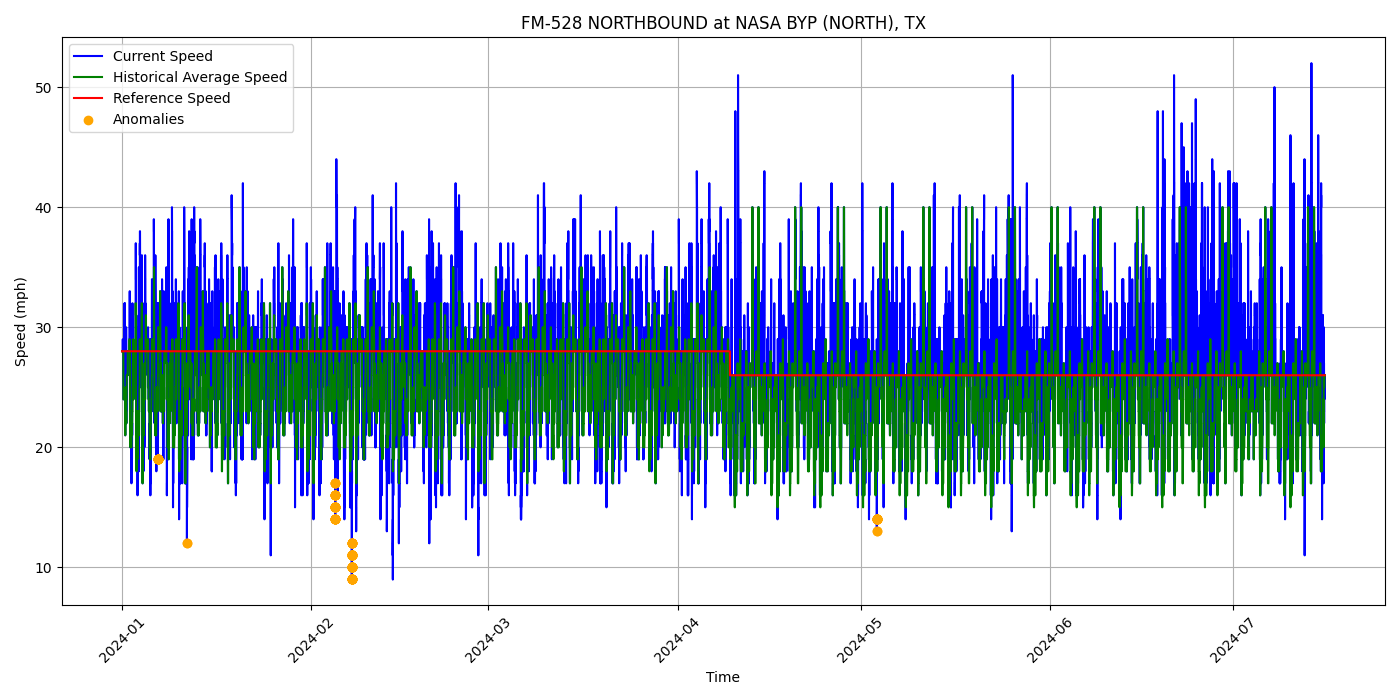 FM-528 NORTHBOUND at NASA BYP (NORTH), TX
Current Speed
Historical Average Speed
Reference Speed
Anomalies
Speed (mph)
50
40
30
20
10
2024-01
2024-02
2024-03
2024-04
2024-05
2024-06
2024-07
Time